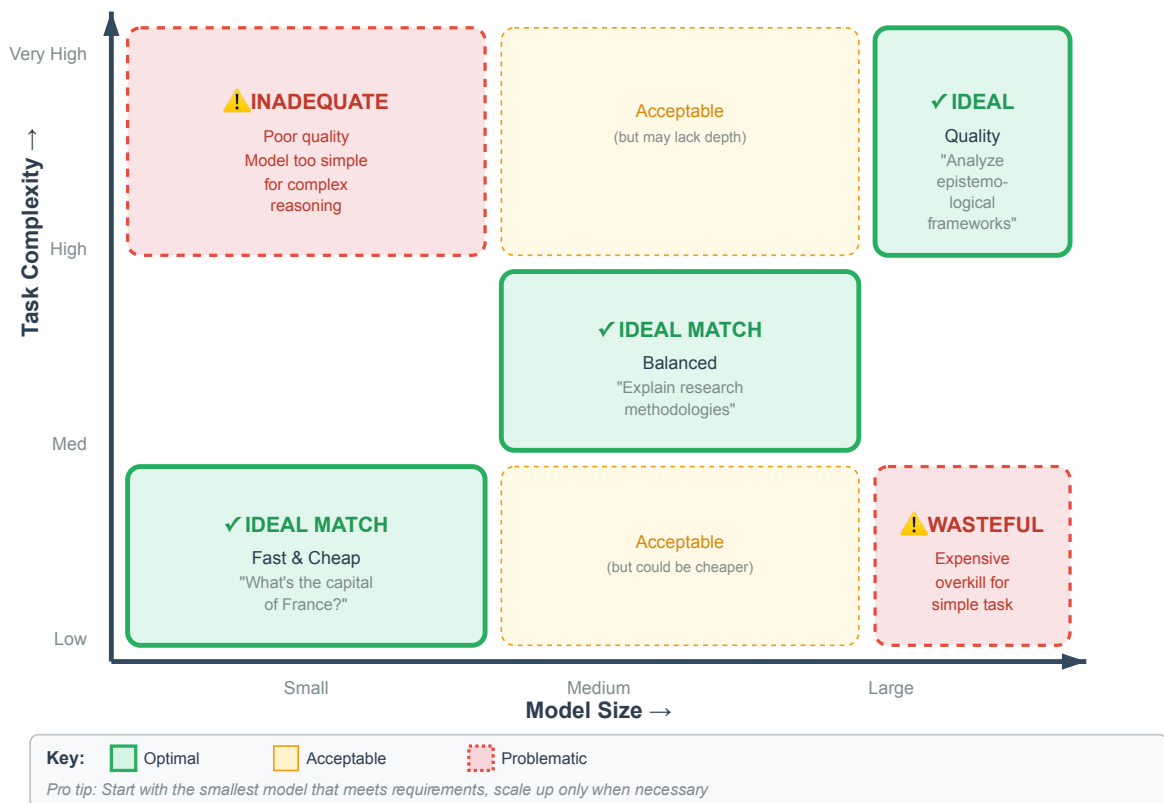 Very High
High
Med
Low
Task Complexity →
⚠INADEQUATE
Poor quality
Model too simple
for complex
reasoning
Acceptable
(but may lack depth)
✓ IDEAL
Quality
"Analyze
epistemo-
logical
frameworks"
✓ IDEAL MATCH
Balanced
"Explain research
methodologies"
✓ IDEAL MATCH
Fast & Cheap
"What's the capital
of France?"
Acceptable
(but could be cheaper)
⚠WASTEFUL
Expensive
overkill for
simple task
Small
Medium
Large
Model Size →
Key: Optimal Acceptable Problematic
Pro tip: Start with the smallest model that meets requirements, scale up only when necessary